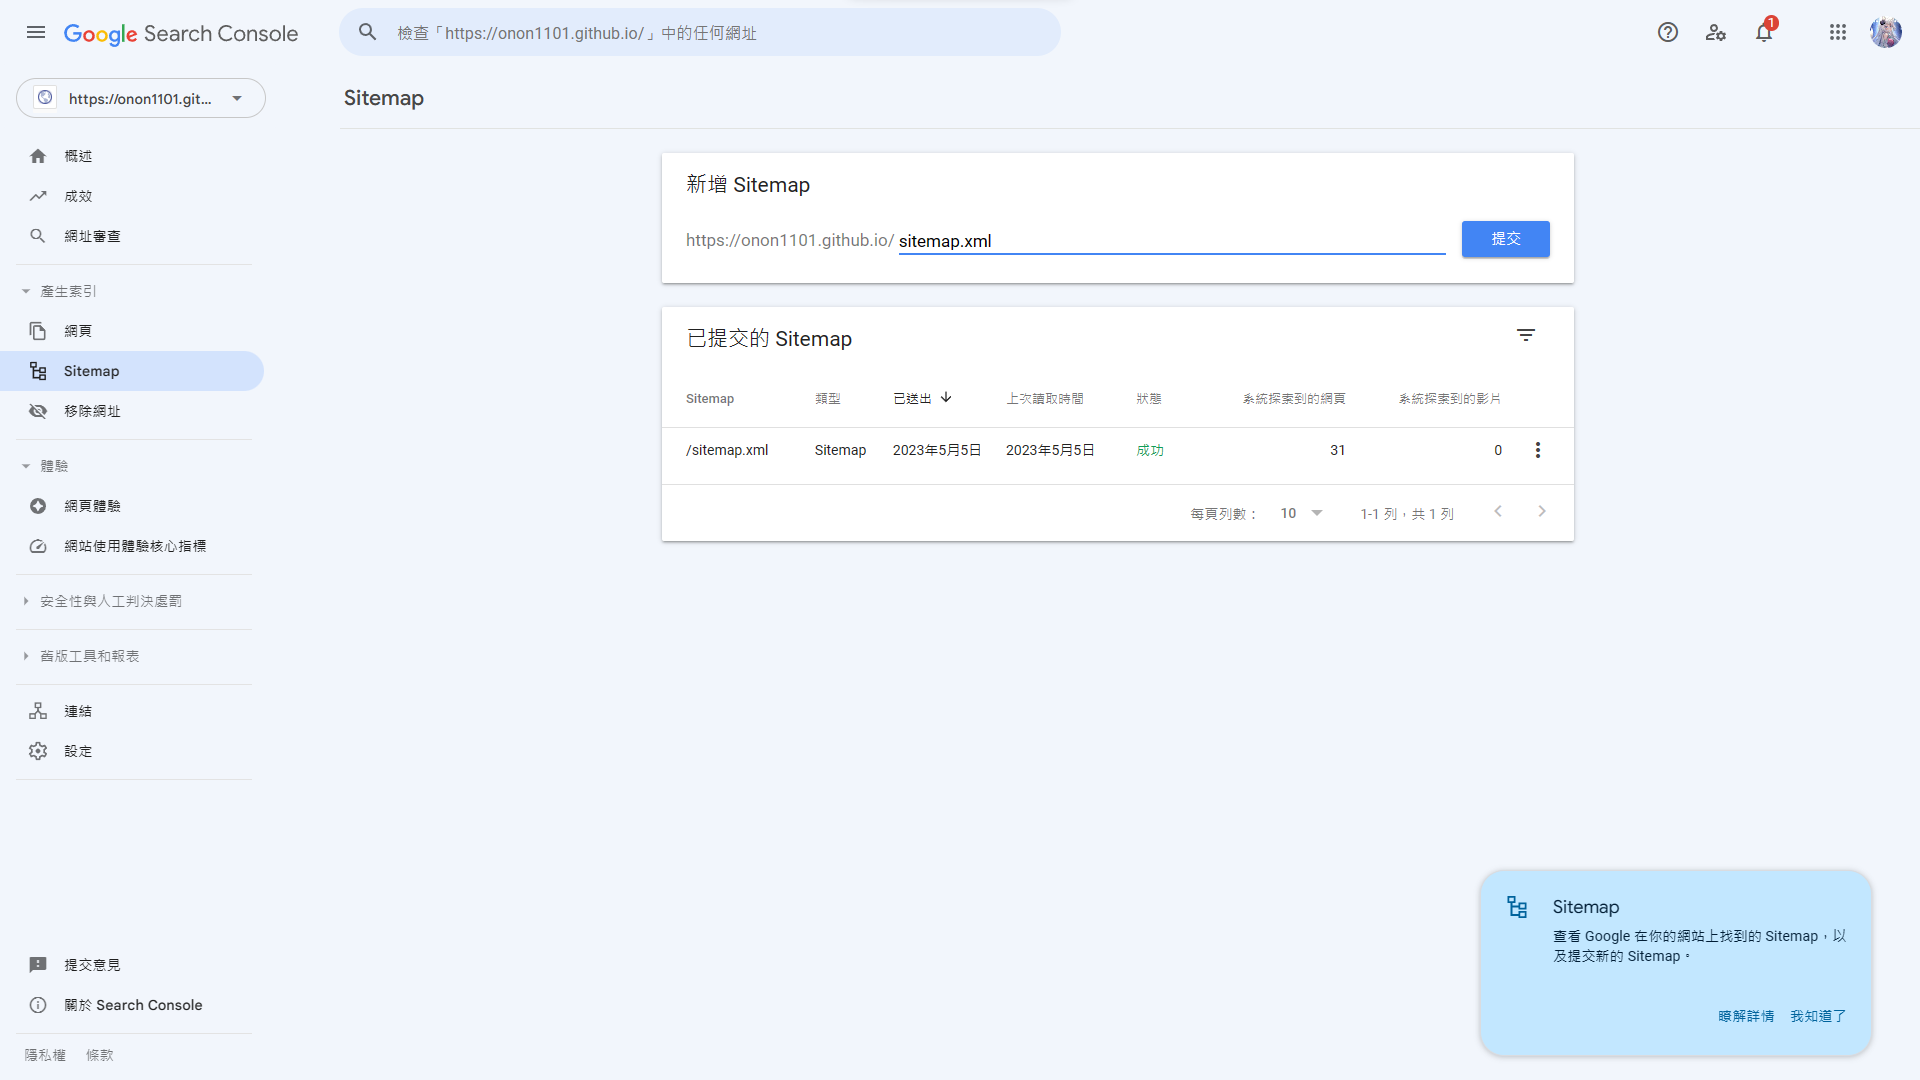 Google Search Console
檢查「https://onon1101.github.io/」中的任何網址
1
https://onon1101.git...
Sitemap
概述
成效
網址審查
產生索引
網頁
Sitemap
移除網址
體驗
網頁體驗
網站使用體驗核心指標
安全性與人工判決處罰
舊版工具和報表
連結
設定
提交意見
關於 Search Console
隱私權 條款
新增 Sitemap
https://onon1101.github.io/ sitemap.xml 提交
已提交的 Sitemap
Sitemap 類型 已送出 上次讀取時間 狀態 系統探索到的網頁 系統探索到的影片
/sitemap.xml Sitemap 2023年5月5日 2023年5月5日 成功 31 0
每頁列數： 10 1-1 列，共 1 列
Sitemap
查看 Google 在你的網站上找到的 Sitemap，以
及提交新的 Sitemap。
瞭解詳情 我知道了